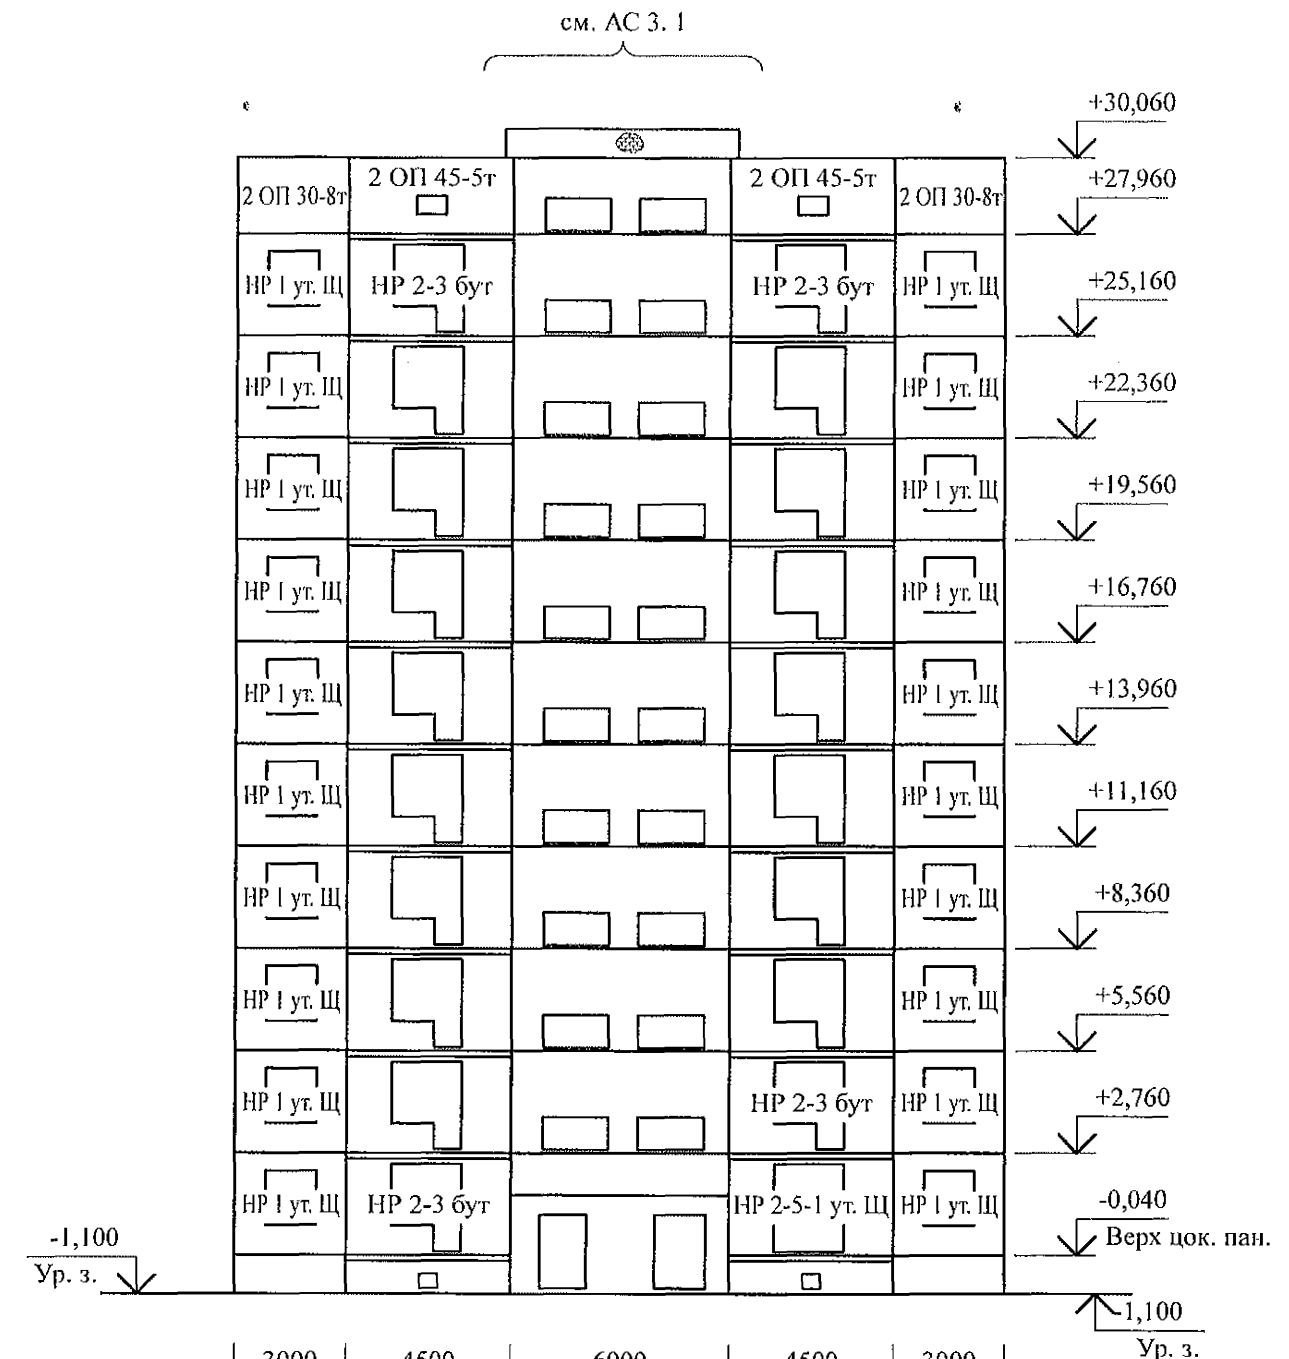 см. АС 3. 1
+30,060
2 ОП 30-8т 2 ОП 45-5т 2 ОП 45-5т 2 ОП 30-8т
+27,960
НР 1 ут. Щ НР 2-3 бут НР 2-3 бут НР 1 ут. Щ
+25,160
НР 1 ут. Щ НР 1 ут. Щ
+22,360
НР 1 ут. Щ НР 1 ут. Щ
+19,560
НР 1 ут. Щ НР 1 ут. Щ
+16,760
НР 1 ут. Щ НР 1 ут. Щ
+13,960
НР 1 ут. Щ НР 1 ут. Щ
+11,160
НР 1 ут. Щ НР 1 ут. Щ
+8,360
НР 1 ут. Щ НР 1 ут. Щ
+5,560
НР 1 ут. Щ НР 2-3 бут НР 1 ут. Щ
+2,760
НР 1 ут. Щ НР 2-3 бут НР 2-5-1 ут. Щ НР 1 ут. Щ
-0,040
Верх цок. пан.
-1,100
Ур. з.
-1,100
Ур. з.
3000 4500 6000 4500 3000